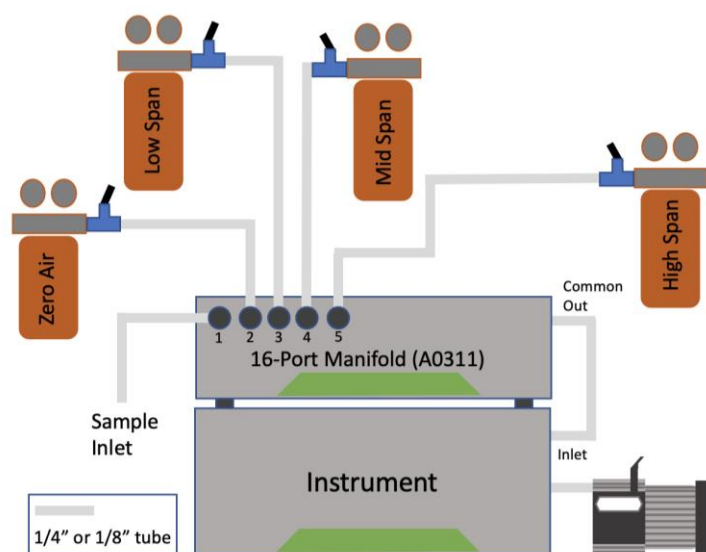 Low Span
Mid Span
High Span
Zero Air
Common
Out
1
2
3
4
5
16-Port Manifold (A0311)
Sample
Inlet
Inlet
Instrument
1/4” or 1/8” tube